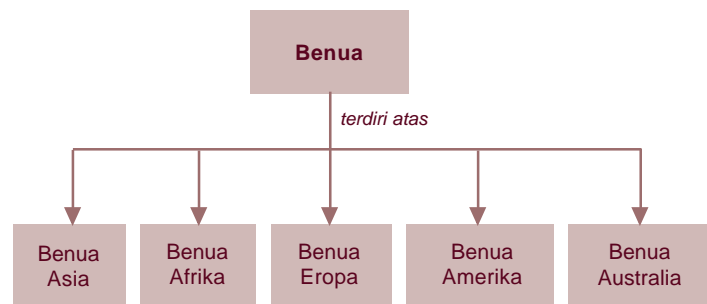 Benua
terdiri atas
Benua
Asia
Benua
Afrika
Benua
Eropa
Benua
Amerika
Benua
Australia